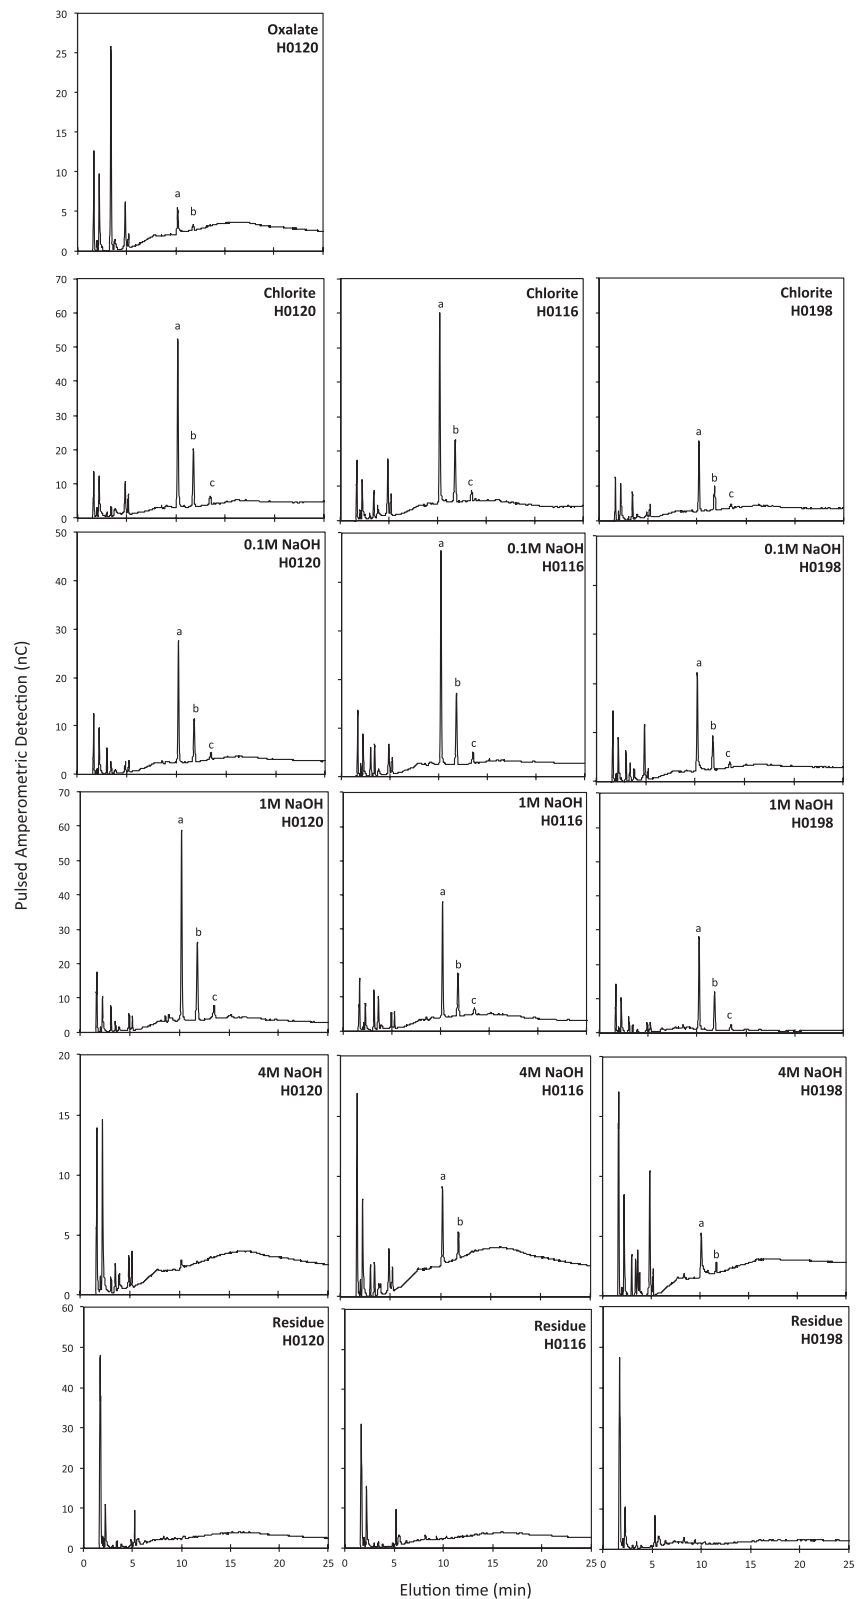 30
25
20
15
10
5
0
Oxalate
H0120
a
b
70
60
50
40
30
20
10
0
Chlorite
H0120
a
b
c
Chlorite
H0116
a
b
c
Chlorite
H0198
a
b
c
50
40
30
20
10
0
0.1M NaOH
H0120
a
b
c
0.1M NaOH
H0116
a
b
c
0.1M NaOH
H0198
a
b
c
Pulsed Amperometric Detection (nC)
70
60
50
40
30
20
10
0
1M NaOH
H0120
a
b
c
1M NaOH
H0116
a
b
c
1M NaOH
H0198
a
b
c
20
15
10
5
0
4M NaOH
H0120
4M NaOH
H0116
a
b
4M NaOH
H0198
a
b
60
50
40
30
20
10
0
Residue
H0120
Residue
H0116
Residue
H0198
0 5 10 15 20 25
0 5 10 15 20 25
0 5 10 15 20 25
Elution time (min)